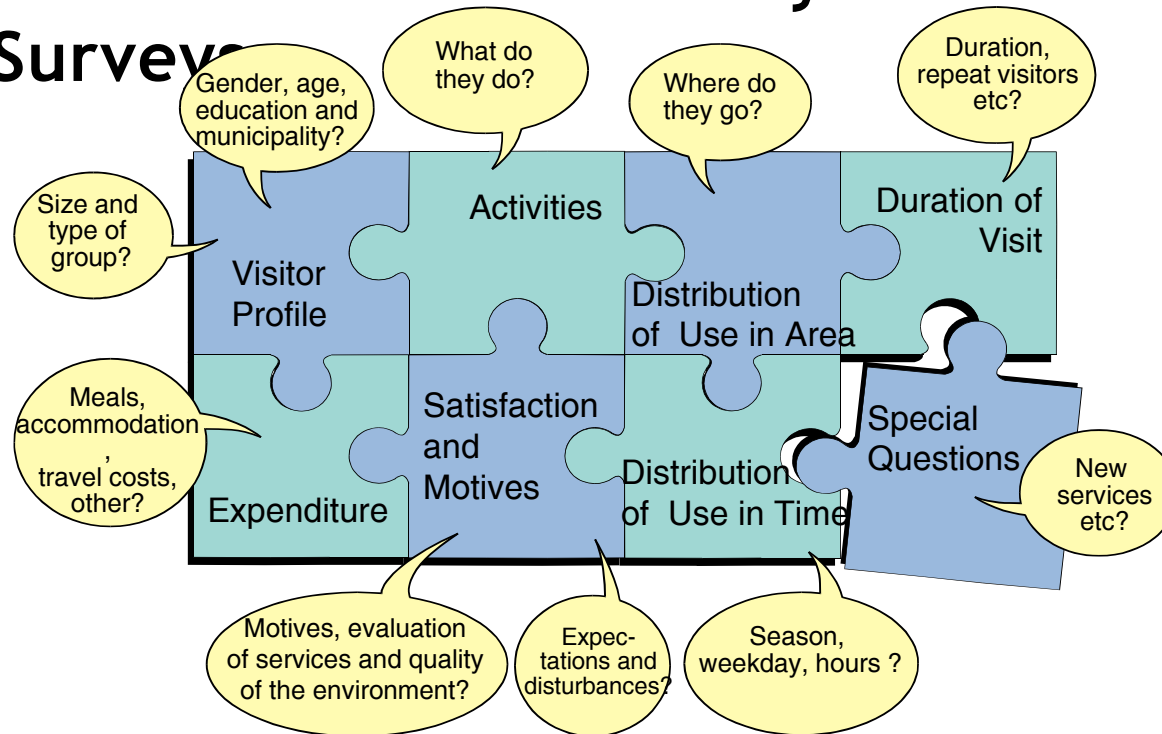 Surveys
Gender, age,
education and
municipality?
What do
they do?
Where do
they go?
Duration,
repeat visitors
etc?
Size and
type of
group?
Visitor
Profile
Activities
Distribution
of Use in Area
Duration of
Visit
Meals,
accommodation
,
travel costs,
other?
Expenditure
Satisfaction
and
Motives
Distribution
of Use in Time
Special
Questions
New
services
etc?
Motives, evaluation
of services and quality
of the environment?
Expec-
tations and
disturbances?
Season,
weekday, hours ?